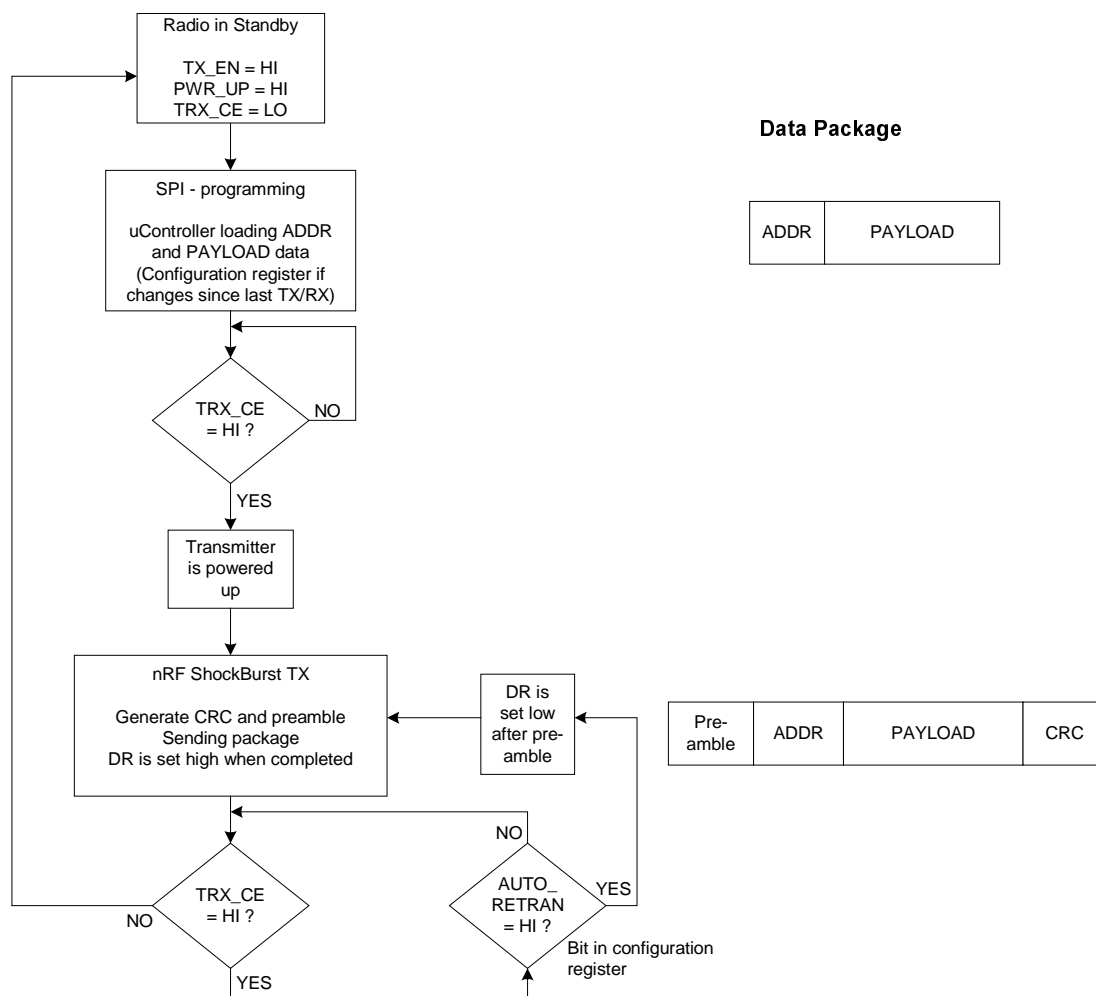 Radio in Standby
TX_EN = HI
PWR_UP = HI
TRX_CE = LO
Data Package
SPI - programming
uController loading ADDR
and PAYLOAD data
(Configuration register if
changes since last TX/RX)
ADDR
PAYLOAD
TRX_CE
= HI ?
NO
YES
Transmitter
is powered
up
nRF ShockBurst TX
Generate CRC and preamble
Sending package
DR is set high when completed
DR is
set low
after pre-
amble
Pre-
amble
ADDR
PAYLOAD
CRC
NO
TRX_CE
= HI ?
NO
YES
AUTO_
RETRAN
= HI ?
YES
Bit in configuration
register